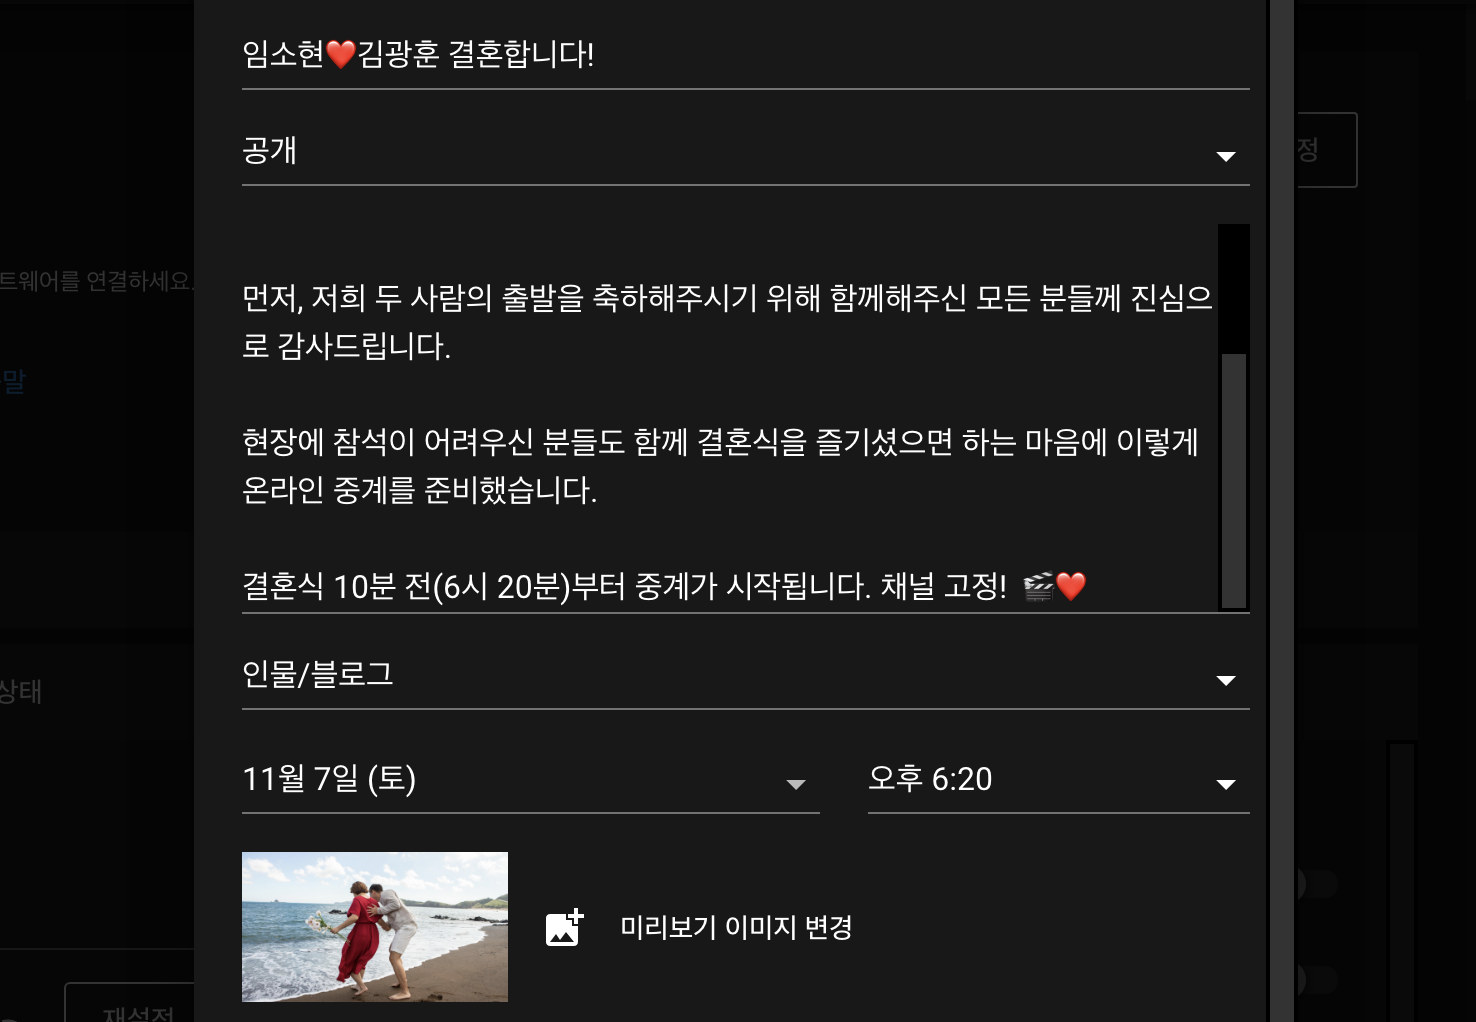 임소현❤️김광훈 결혼합니다!
공개
정
트웨어를 연결하세요.
먼저, 저희 두 사람의 출발을 축하해주시기 위해 함께해주신 모든 분들께 진심으
로 감사드립니다.
말
현장에 참석이 어려우신 분들도 함께 결혼식을 즐기셨으면 하는 마음에 이렇게
온라인 중계를 준비했습니다.
결혼식 10분 전(6시 20분)부터 중계가 시작됩니다. 채널 고정! 🎬❤️
인물/블로그
상태
11월 7일 (토)
오후 6:20
미리보기 이미지 변경
재설정